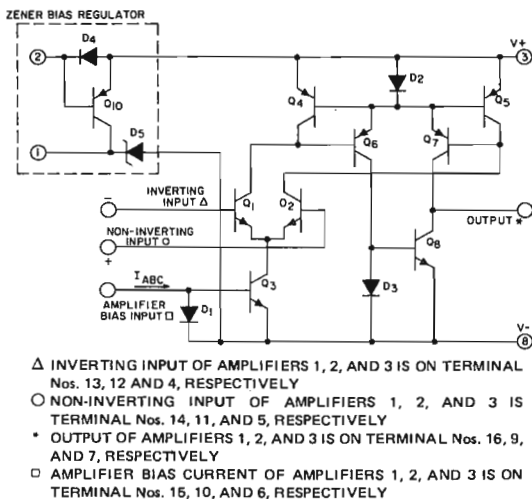 ZENER BIAS REGULATOR
D4
2
V+
3
D2
Q10
Q4
Q5
Q6
Q7
D5
1
−
INVERTING
INPUT △
Q1
Q2
OUTPUT *
NON-INVERTING
INPUT ○
+
Q8
IABC
Q3
D3
AMPLIFIER
BIAS INPUT □
D1
V-
8
△ INVERTING INPUT OF AMPLIFIERS 1, 2, AND 3 IS ON TERMINAL
Nos. 13, 12 AND 4, RESPECTIVELY
○ NON-INVERTING INPUT OF AMPLIFIERS 1, 2, AND 3 IS
TERMINAL Nos. 14, 11, AND 5, RESPECTIVELY
* OUTPUT OF AMPLIFIERS 1, 2, AND 3 IS ON TERMINAL Nos. 16, 9,
AND 7, RESPECTIVELY
□ AMPLIFIER BIAS CURRENT OF AMPLIFIERS 1, 2, AND 3 IS ON
TERMINAL Nos. 15, 10, AND 6, RESPECTIVELY